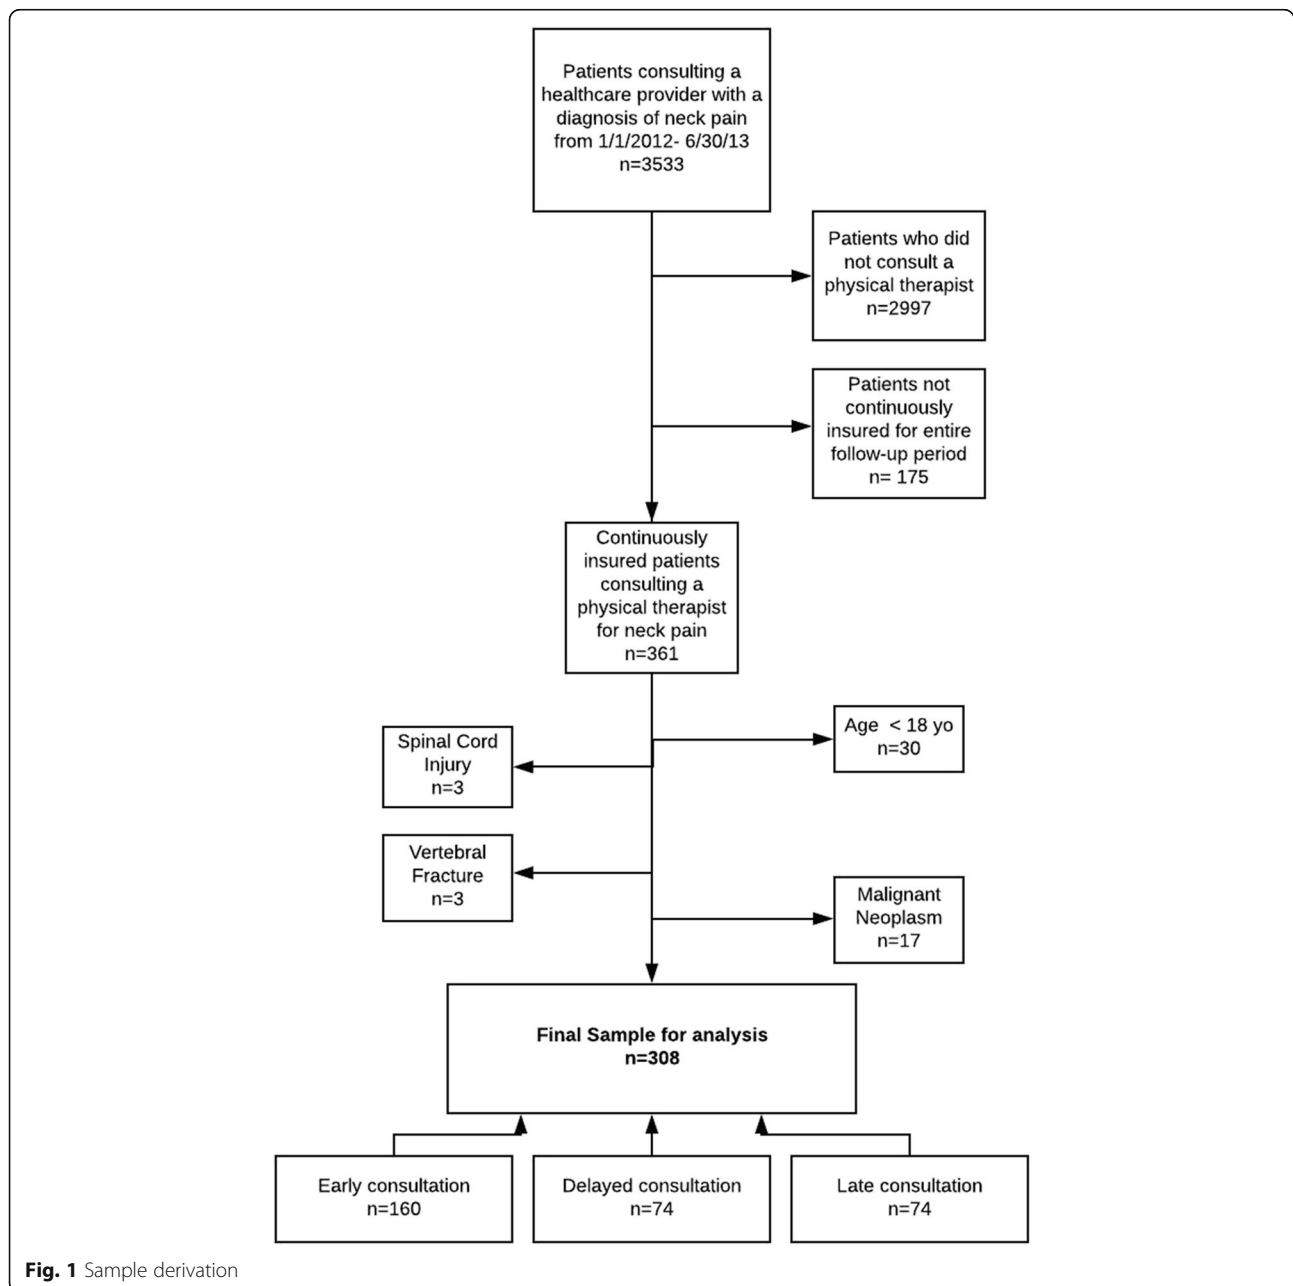 Patients consulting a
healthcare provider with a
diagnosis of neck pain
from 1/1/2012- 6/30/13
n=3533
Patients who did
not consult a
physical therapist
n=2997
Patients not
continuously
insured for entire
follow-up period
n= 175
Continuously
insured patients
consulting a
physical therapist
for neck pain
n=361
Age < 18 yo
n=30
Spinal Cord
Injury
n=3
Vertebral
Fracture
n=3
Malignant
Neoplasm
n=17
Final Sample for analysis
n=308
Early consultation
n=160
Delayed consultation
n=74
Late consultation
n=74
Fig. 1 Sample derivation